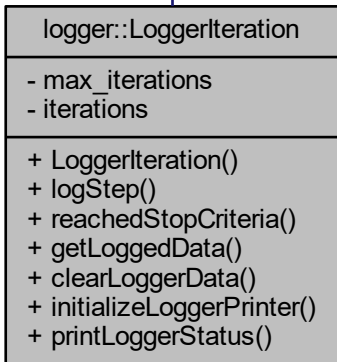 logger::LoggerIteration
- max_iterations
- iterations
+ LoggerIteration()
+ logStep()
+ reachedStopCriteria()
+ getLoggedData()
+ clearLoggerData()
+ initializeLoggerPrinter()
+ printLoggerStatus()